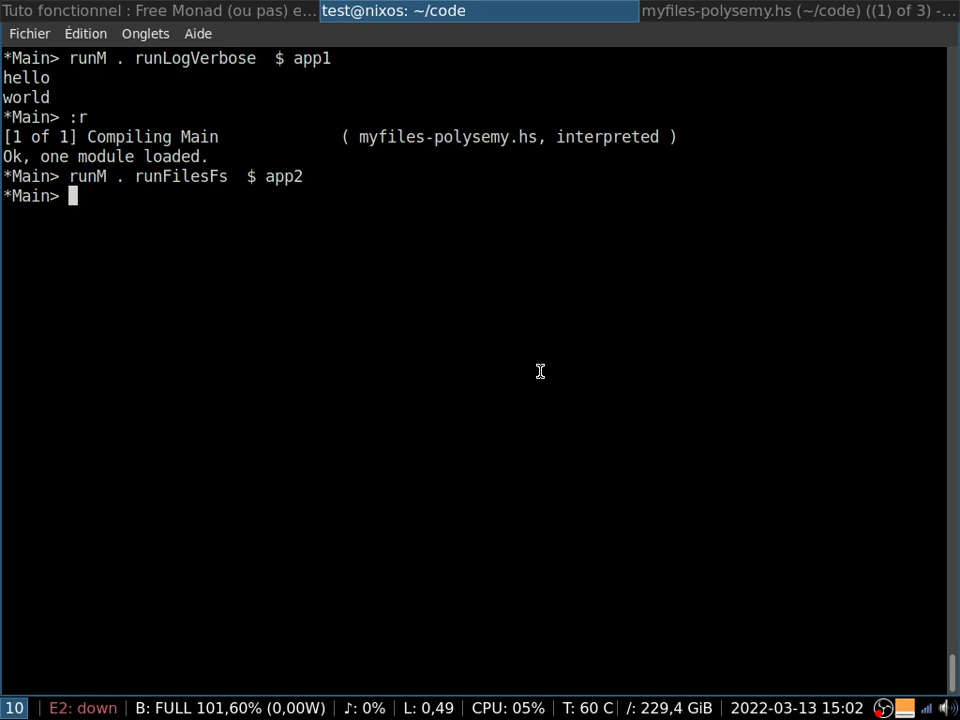 Tuto fonctionnel : Free Monad (ou pas) e... test@nixos: ~/code myfiles-polysemy.hs (~/code) ((1) of 3) -...
Fichier Édition Onglets Aide
*Main> runM . runLogVerbose  $ app1
hello
world
*Main> :r
[1 of 1] Compiling Main             ( myfiles-polysemy.hs, interpreted )
Ok, one module loaded.
*Main> runM . runFilesFs  $ app2
*Main>
10 | E2: down | B: FULL 101,60% (0,00W) | ♪: 0% | L: 0,49 | CPU: 05% | T: 60 C | /: 229,4 GiB | 2022-03-13 15:02